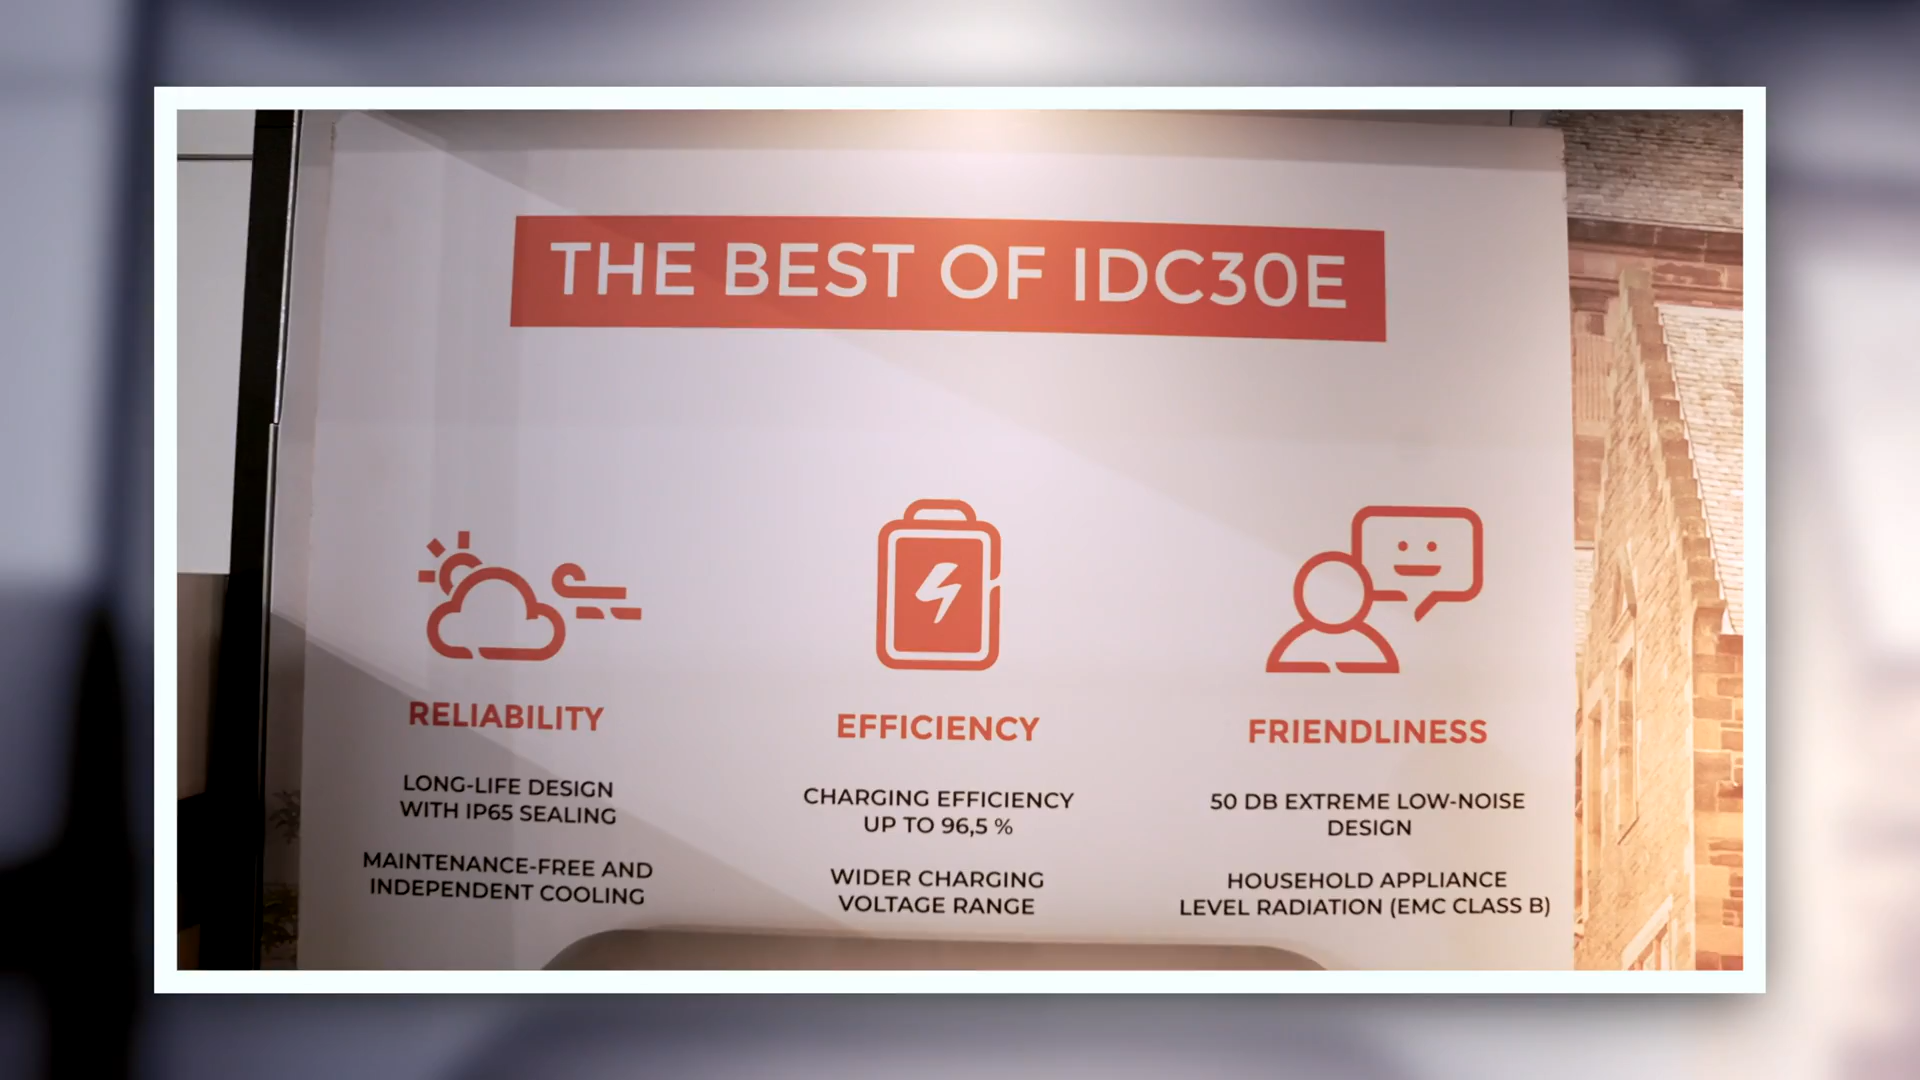 THE BEST OF IDC30E
RELIABILITY
LONG-LIFE DESIGN
WITH IP65 SEALING
MAINTENANCE-FREE AND
INDEPENDENT COOLING
EFFICIENCY
CHARGING EFFICIENCY
UP TO 96,5 %
WIDER CHARGING
VOLTAGE RANGE
FRIENDLINESS
50 DB EXTREME LOW-NOISE
DESIGN
HOUSEHOLD APPLIANCE
LEVEL RADIATION (EMC CLASS B)